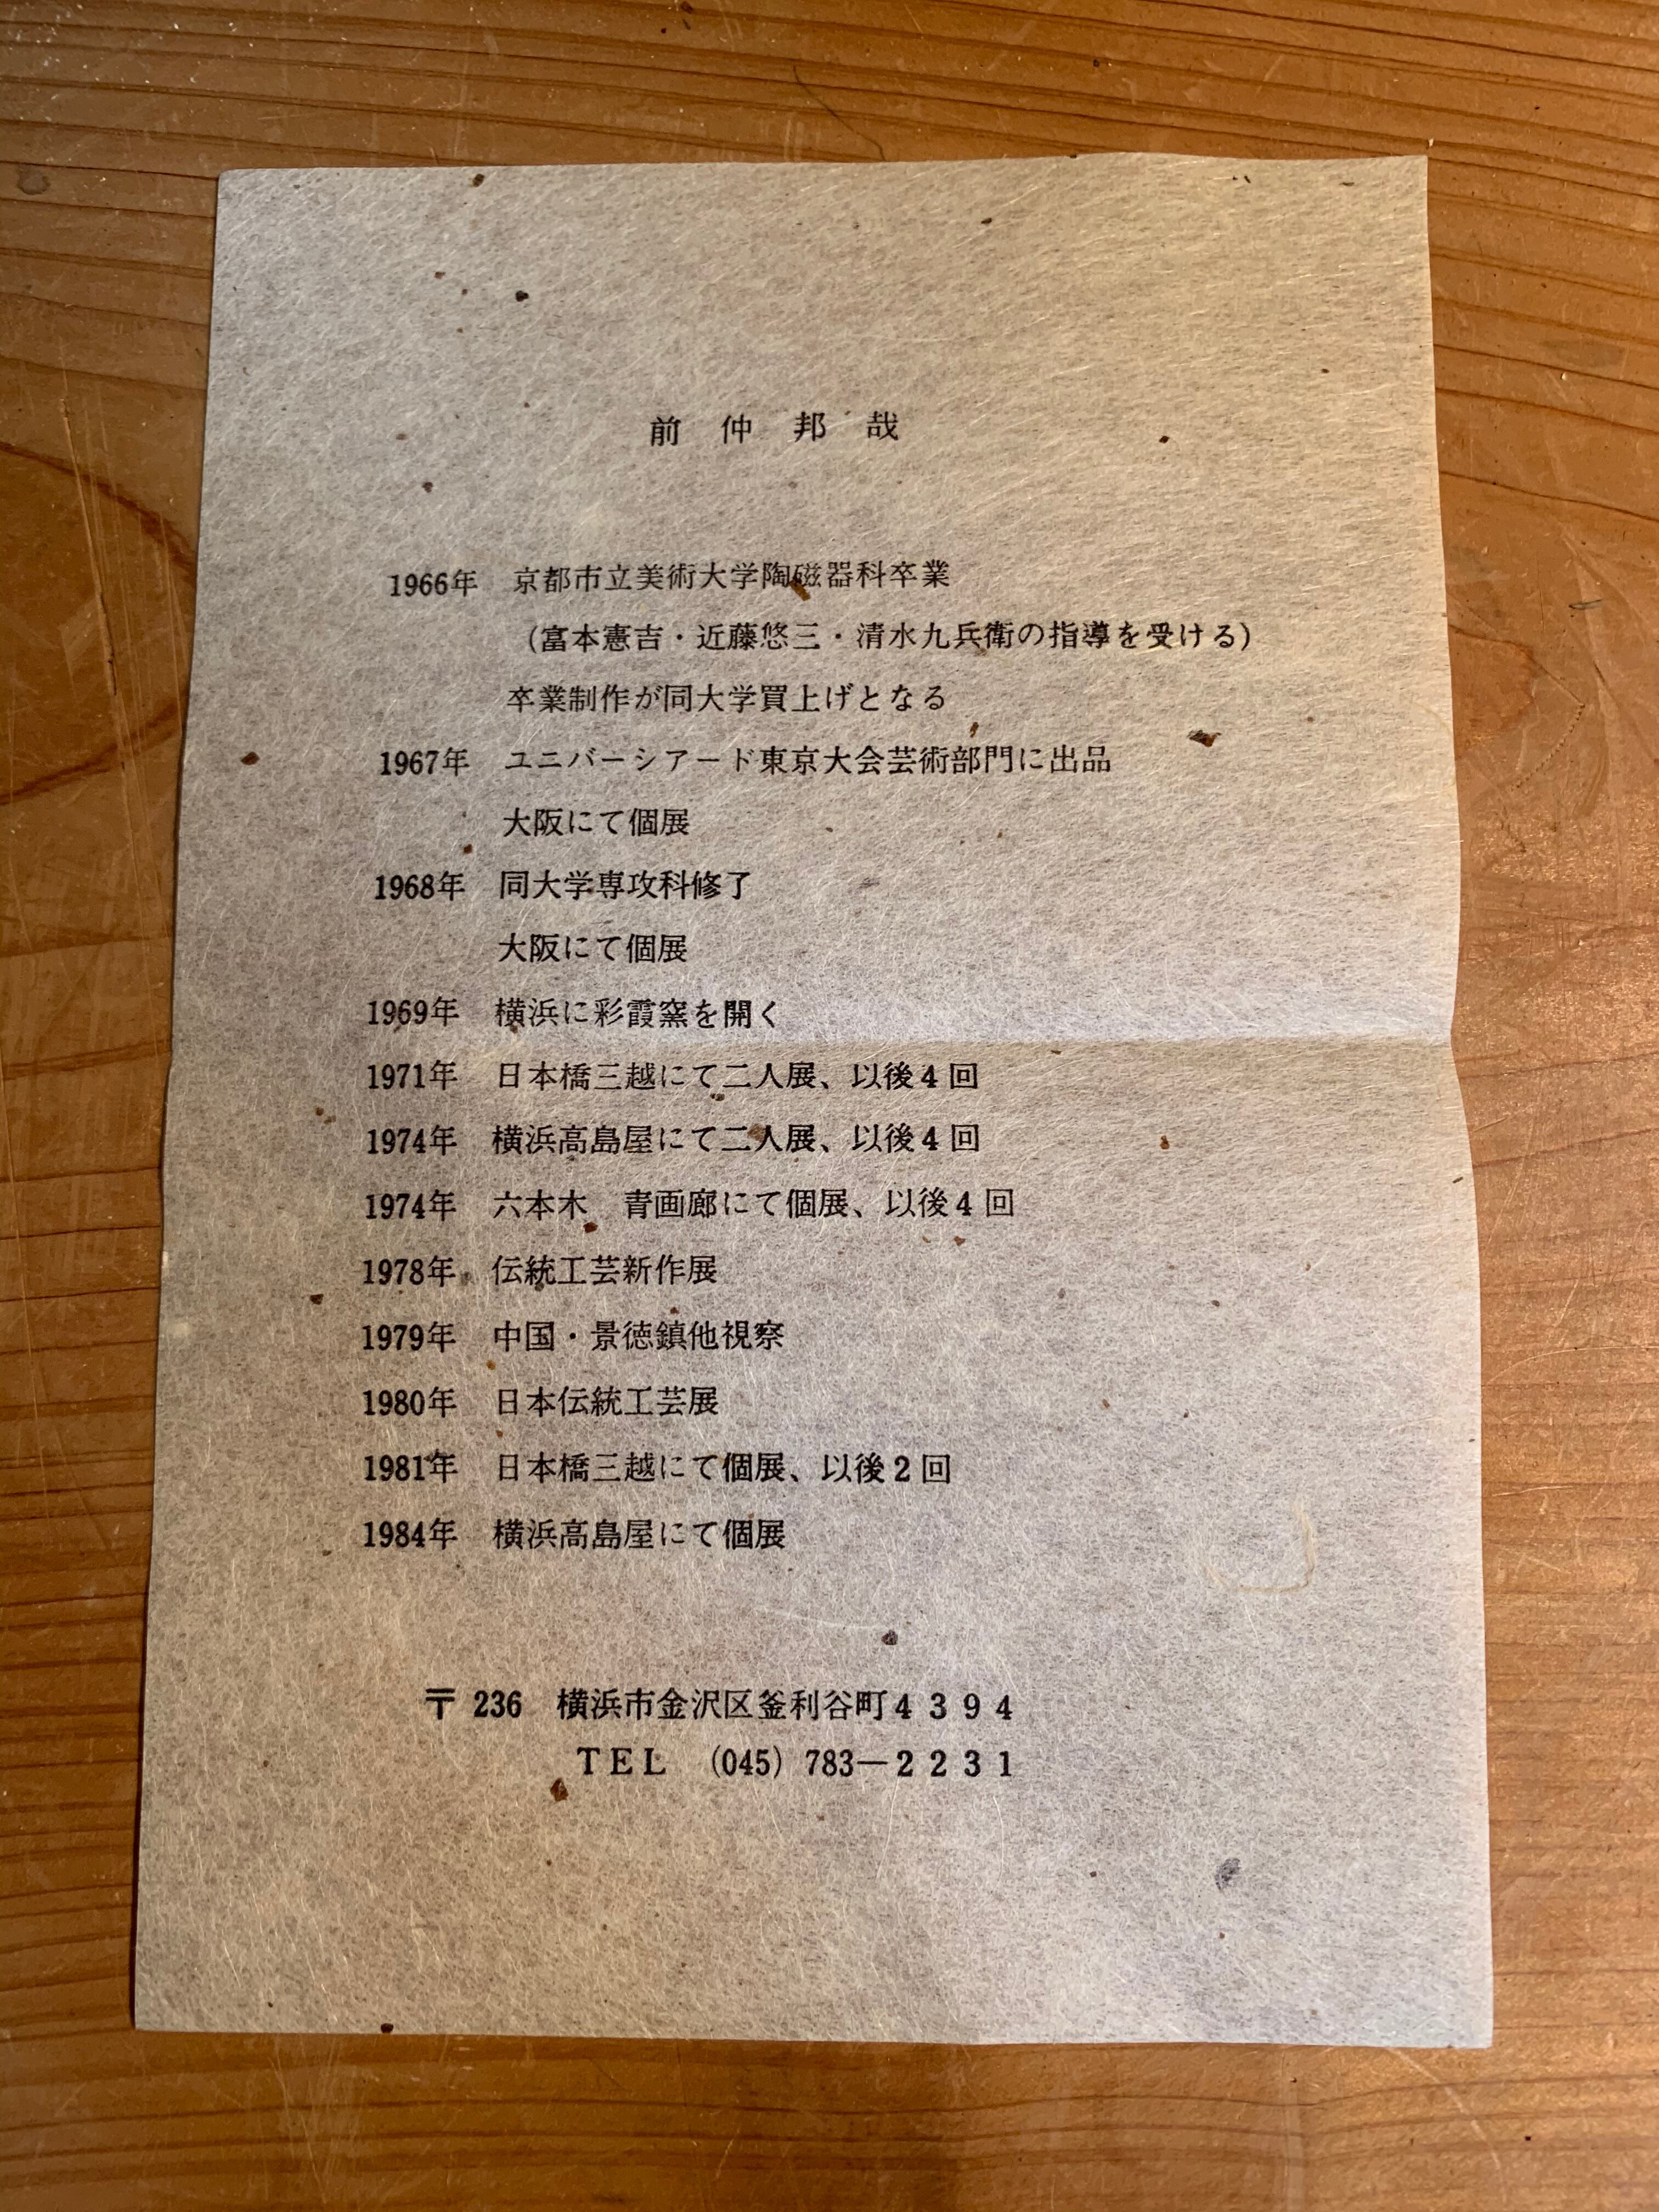 前仲邦哉
1966年 京都市立美術大学陶磁器科卒業
(富本憲吉・近藤悠三・清水九兵衛の指導を受ける)
卒業制作が同大学買上げとなる
1967年 ユニバーシアード東京大会芸術部門に出品
大阪にて個展
1968年 同大学専攻科修了
大阪にて個展
1969年 横浜に彩霞窯を開く
1971年 日本橋三越にて二人展、以後4回
1974年 横浜高島屋にて二人展、以後4回
1974年 六本木 青画廊にて個展、以後4回
1978年 伝統工芸新作展
1979年 中国・景徳鎮他視察
1980年 日本伝統工芸展
1981年 日本橋三越にて個展、以後2回
1984年 横浜高島屋にて個展
〒236 横浜市金沢区釜利谷町4394
TEL (045) 783―2231